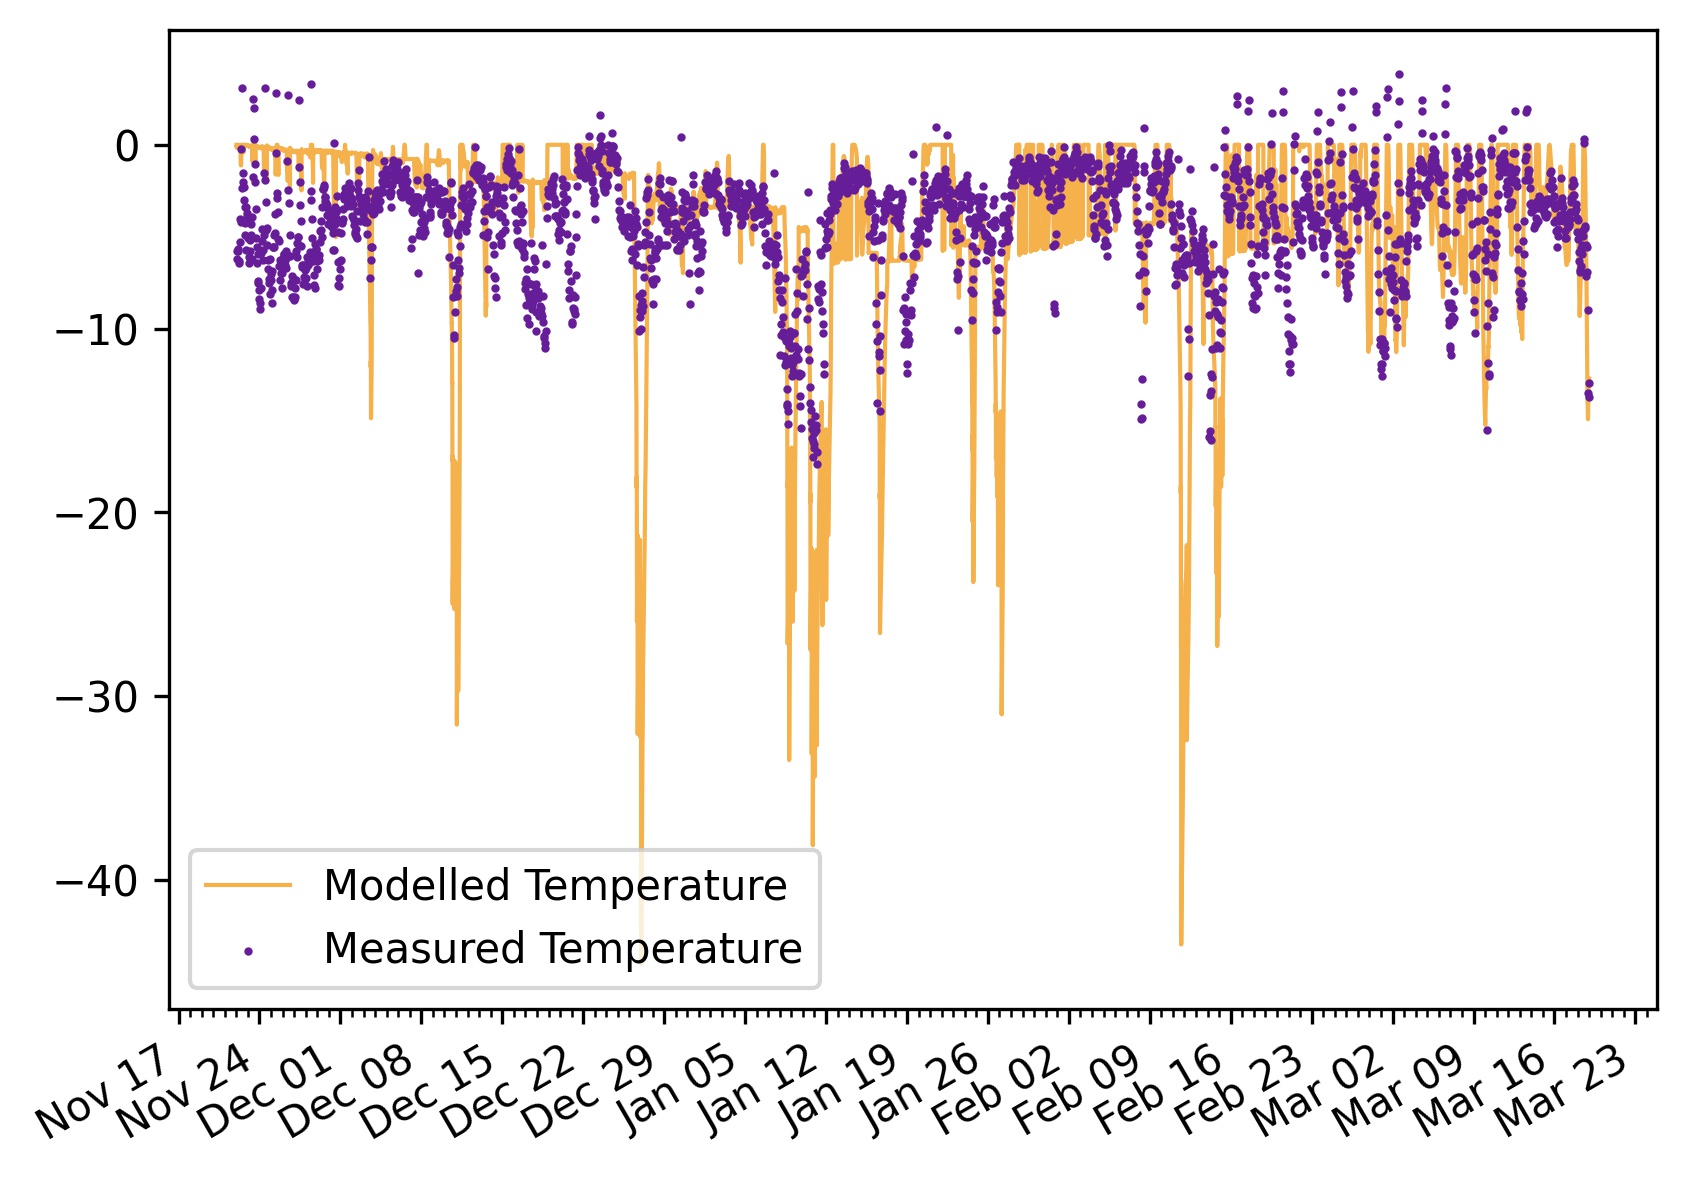 0
−10
−20
−30
−40
Modelled Temperature
Measured Temperature
Nov 17
Nov 24
Dec 01
Dec 08
Dec 15
Dec 22
Dec 29
Jan 05
Jan 12
Jan 19
Jan 26
Feb 02
Feb 09
Feb 16
Feb 23
Mar 02
Mar 09
Mar 16
Mar 23